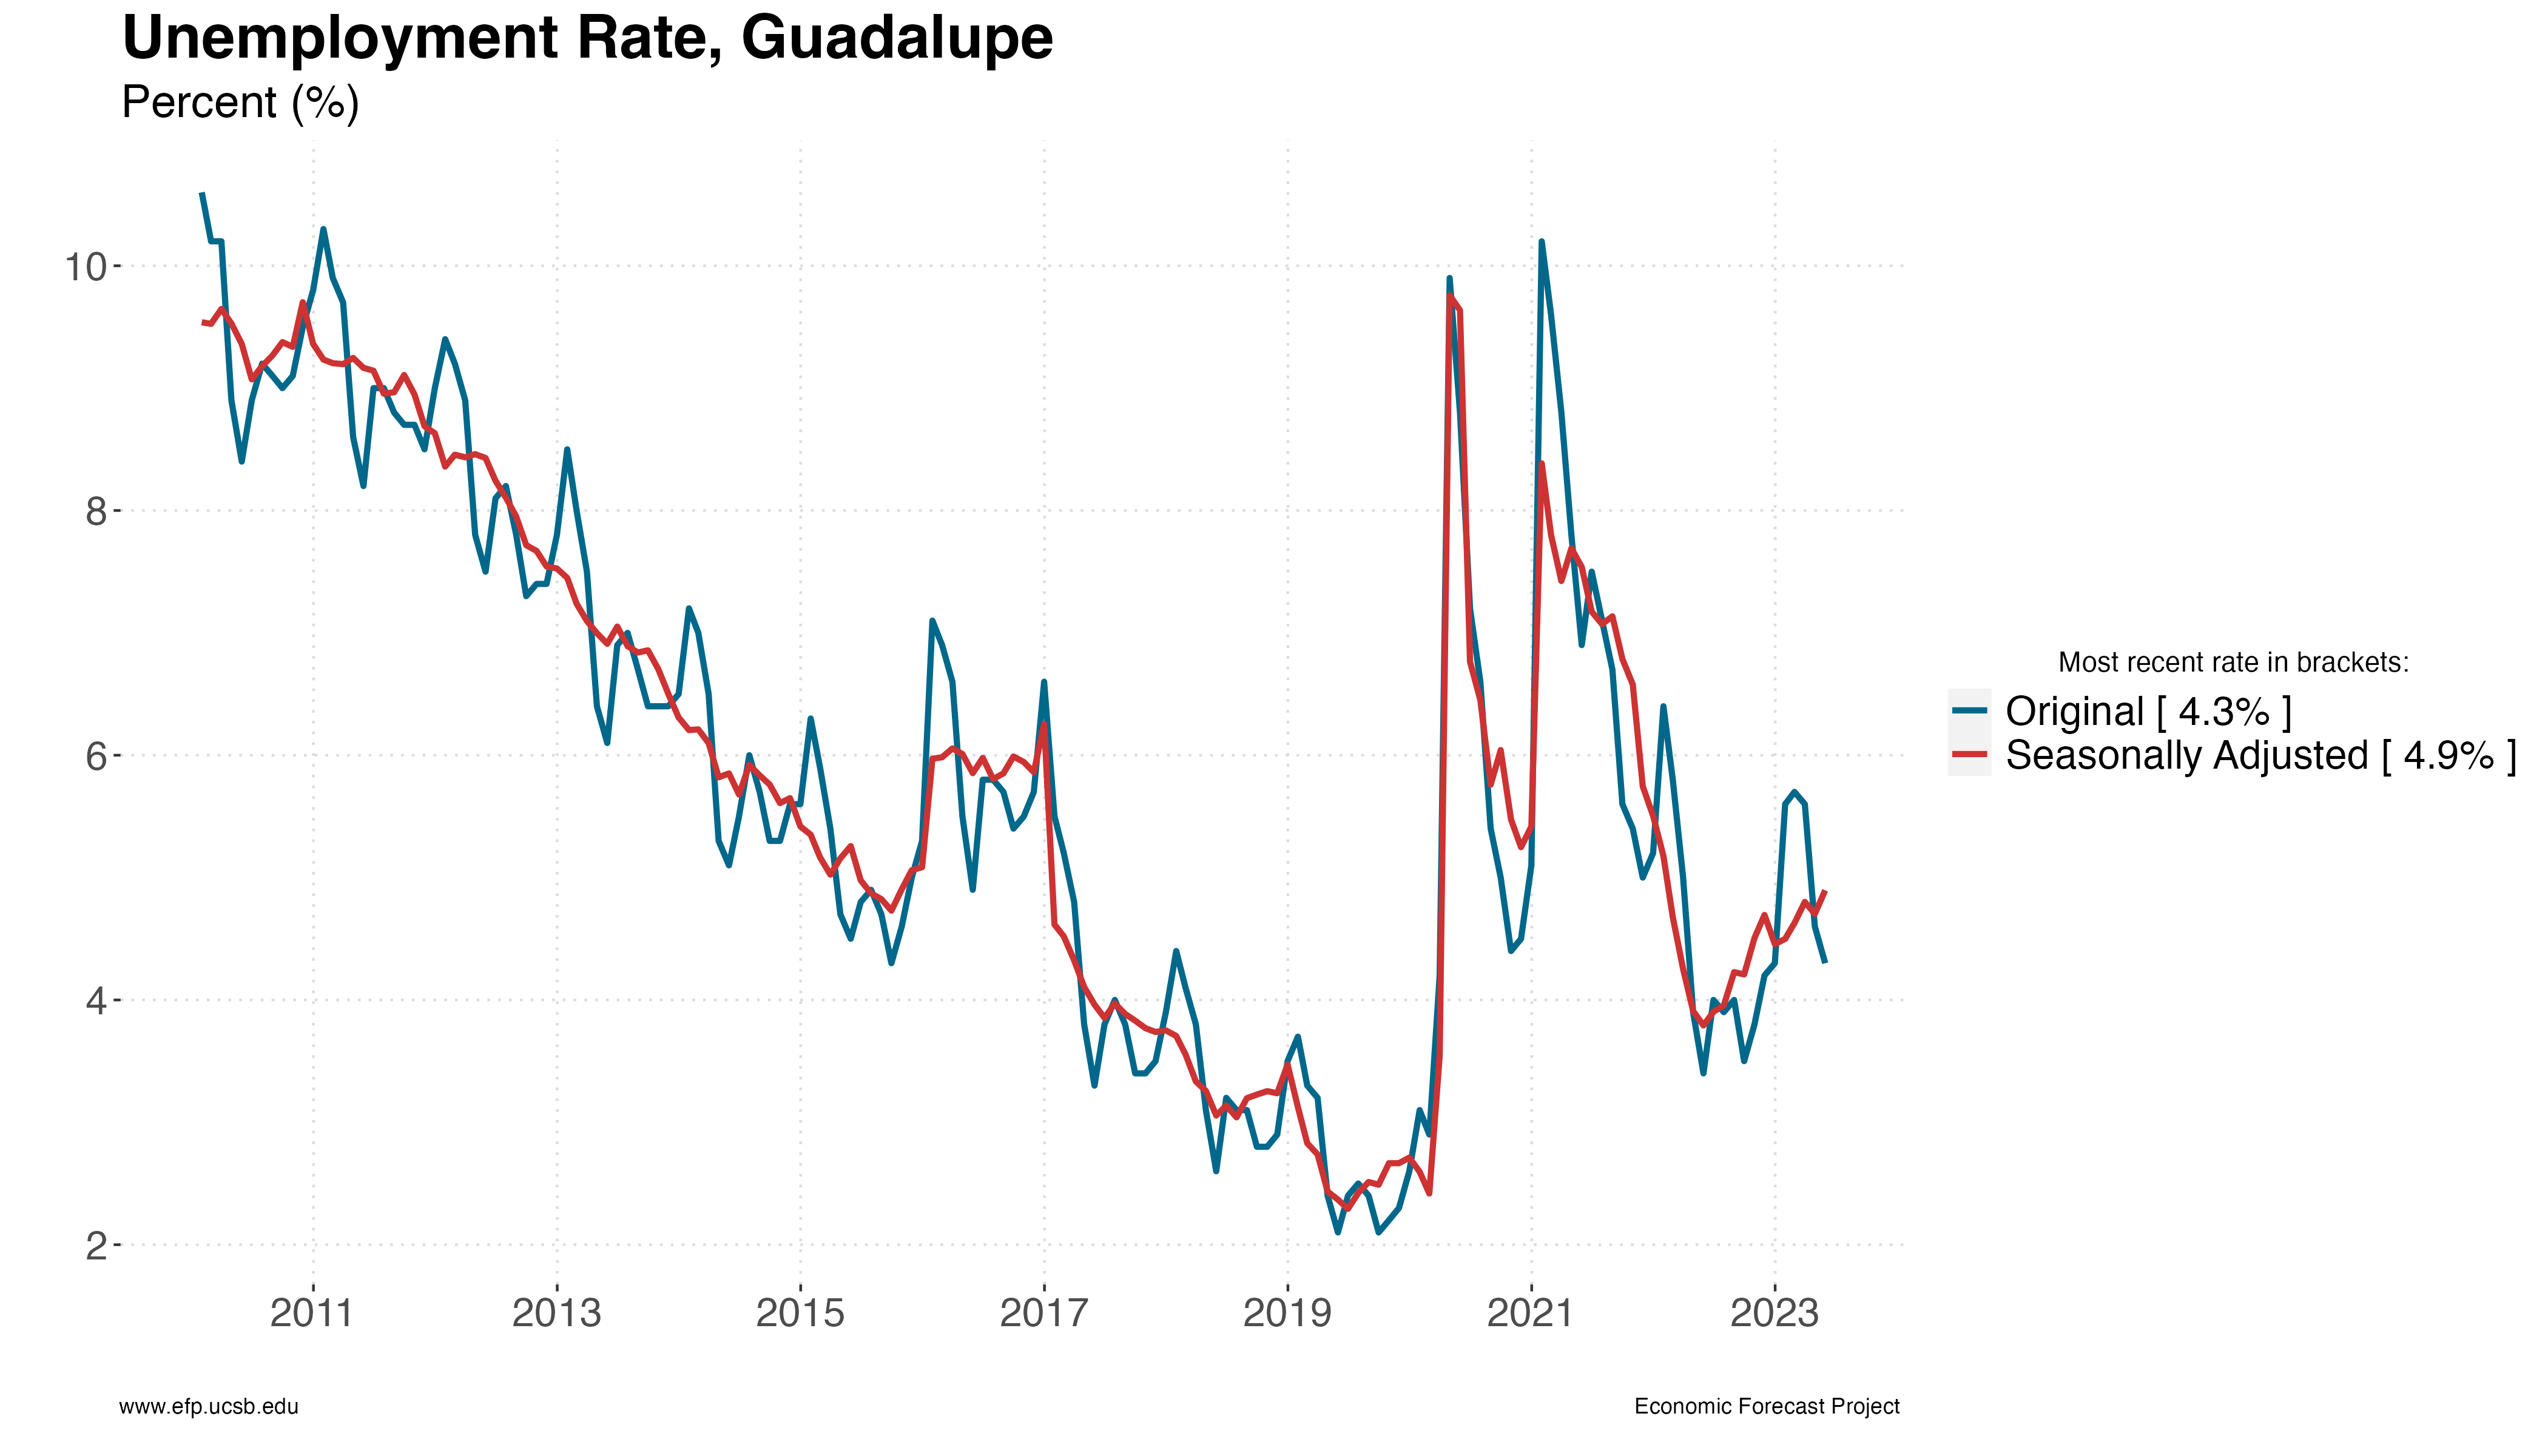 Unemployment Rate, Guadalupe
Percent (%)
10
8
6
4
2
2011 2013 2015 2017 2019 2021 2023
Most recent rate in brackets:
Original [ 4.3% ]
Seasonally Adjusted [ 4.9% ]
www.efp.ucsb.edu Economic Forecast Project